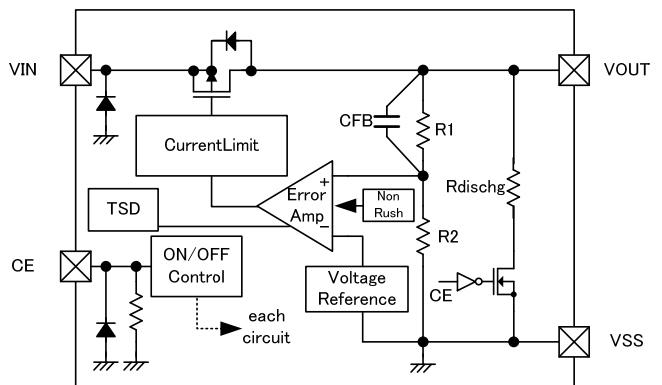 VIN
VOUT
CFB
R1
CurrentLimit
Rdischg
+
Error
Amp
−
Non
Rush
TSD
R2
CE
ON/OFF
Control
Voltage
Reference
CE
each
circuit
VSS